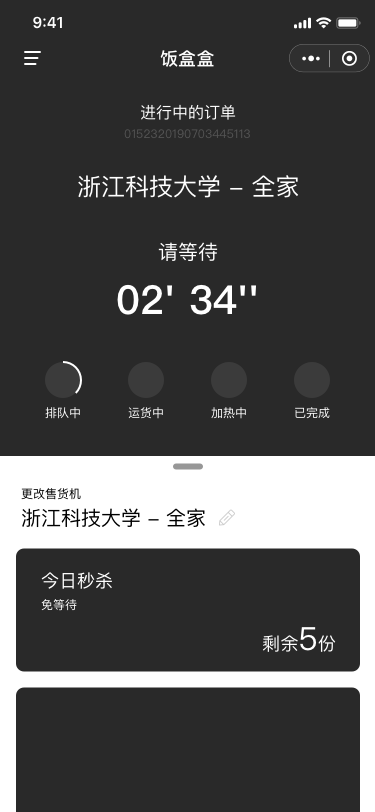 9:41
饭盒盒
进行中的订单
0152320190703445113
浙江科技大学 – 全家
请等待
02' 34''
排队中 运货中 加热中 已完成
更改售货机
浙江科技大学 – 全家
今日秒杀
免等待
剩余5份